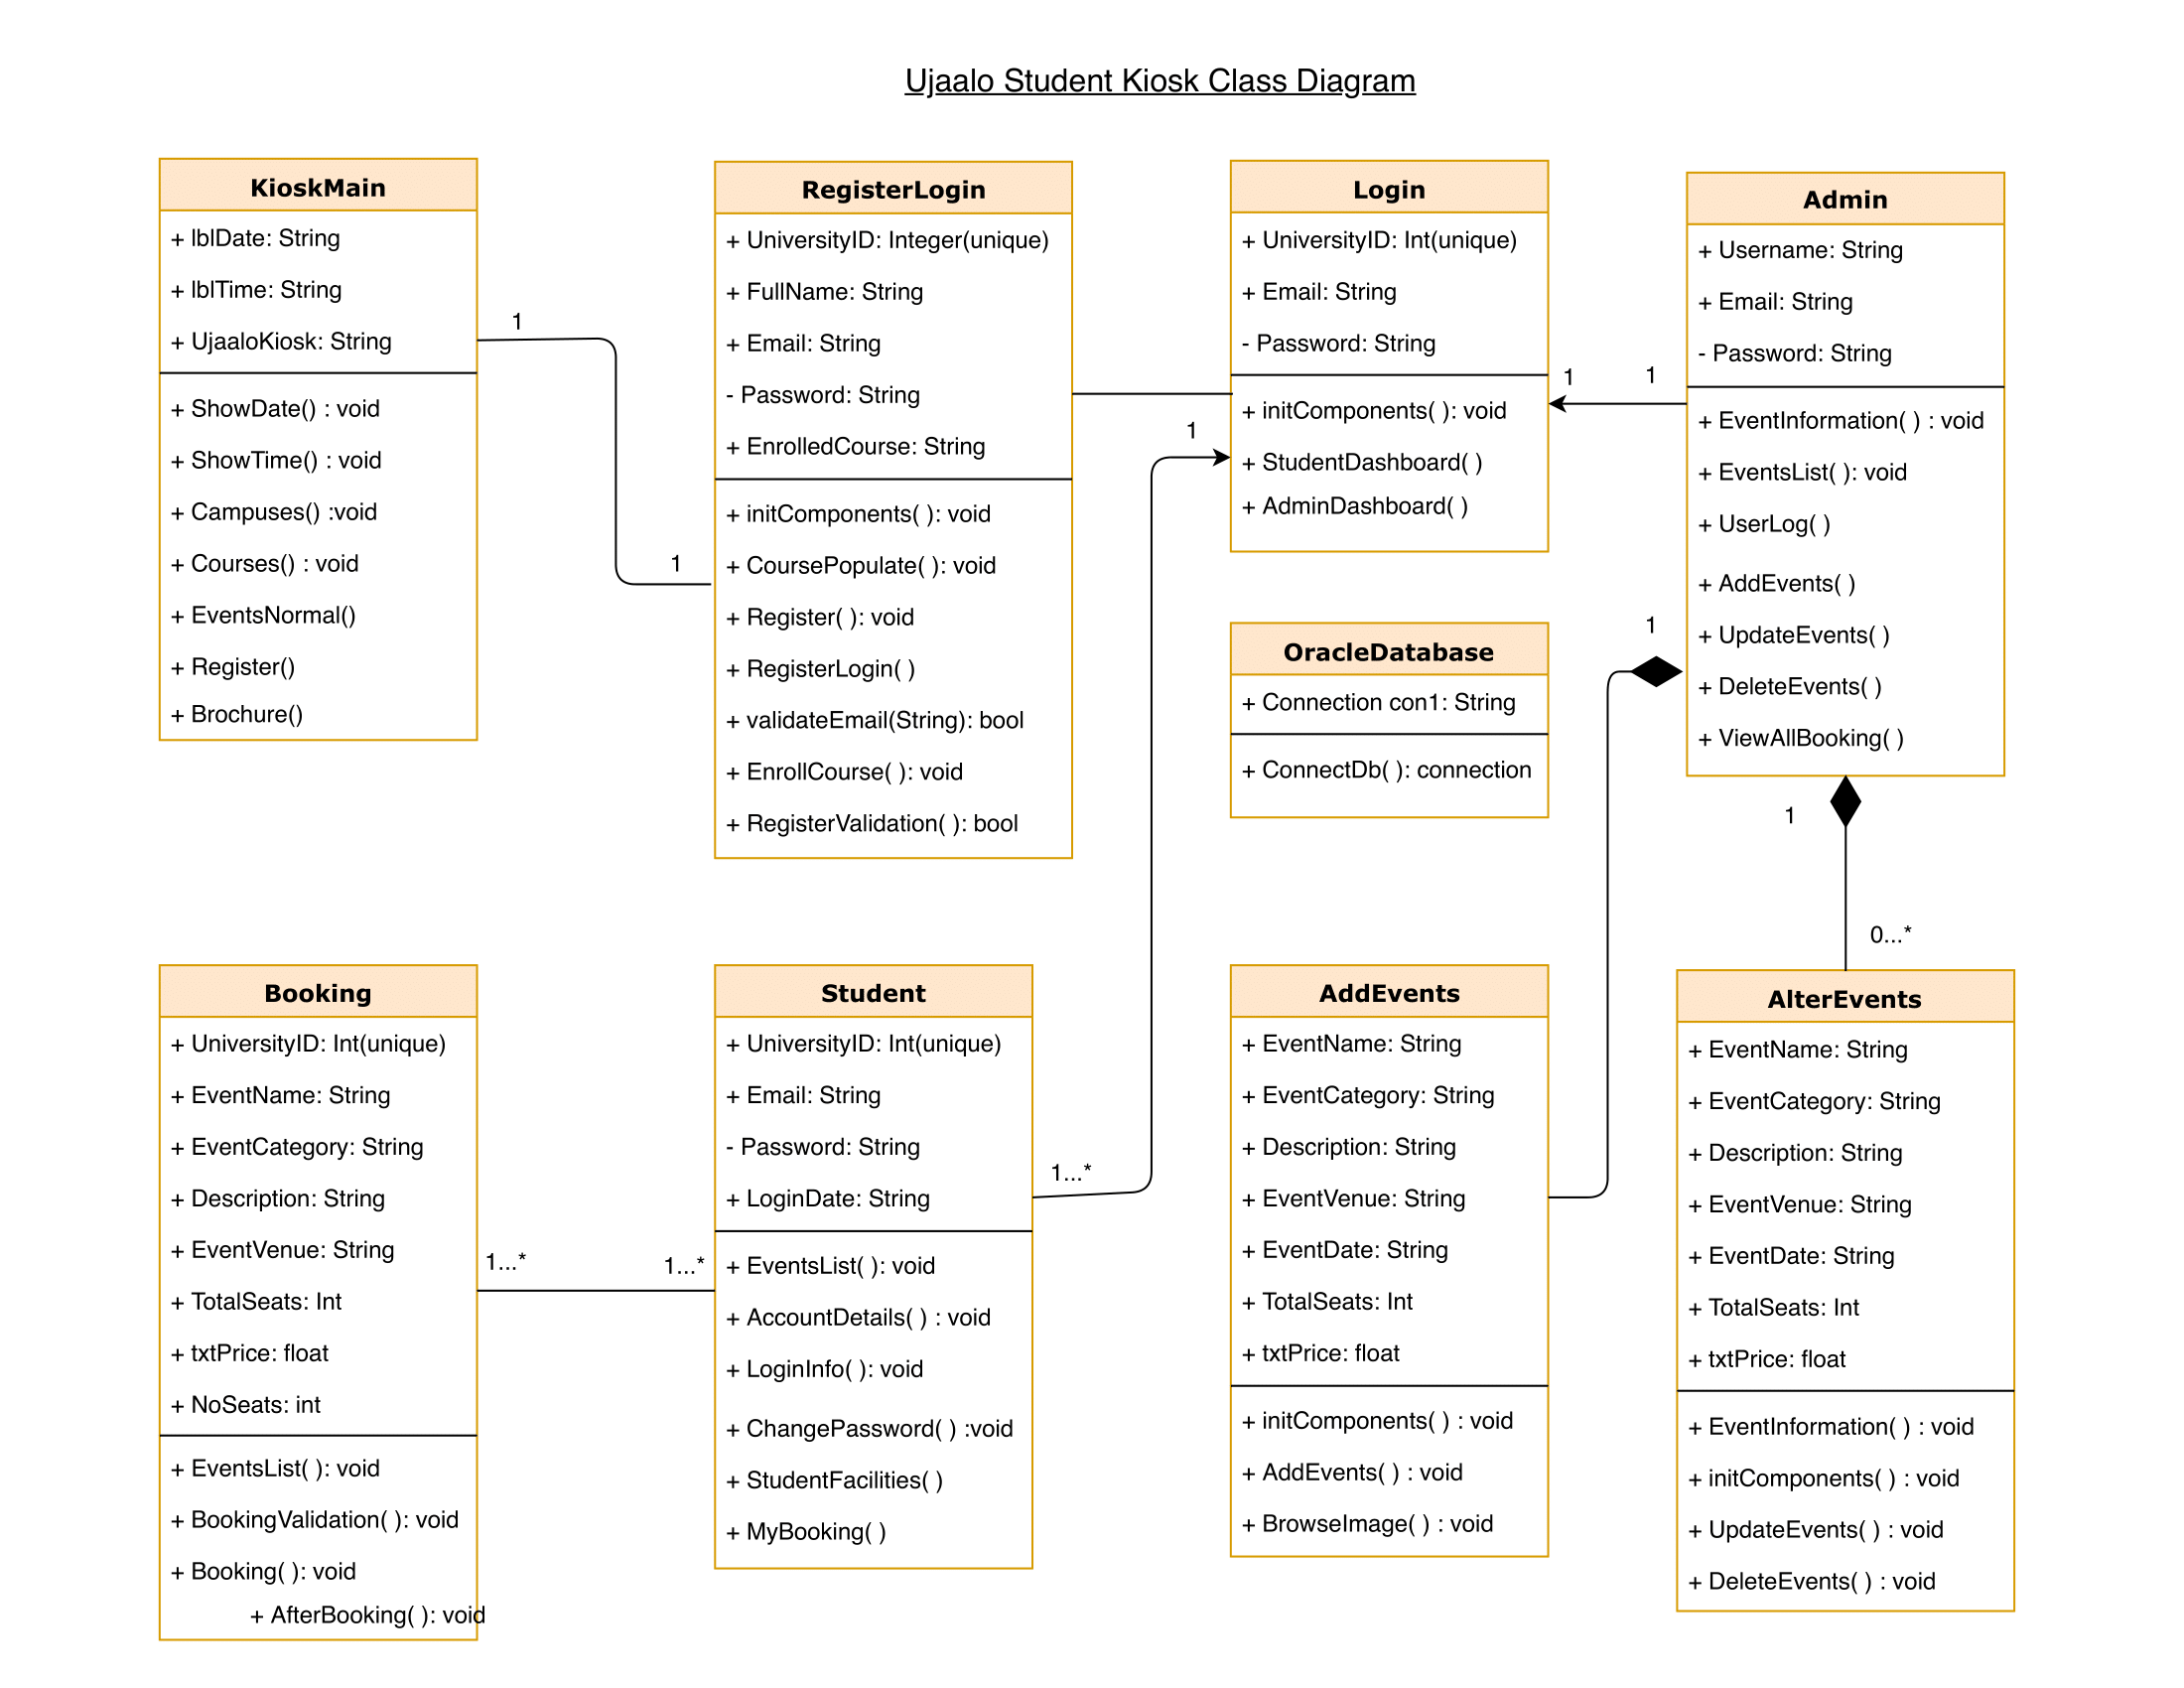 Ujaalo Student Kiosk Class Diagram
KioskMain
+ lblDate: String
+ lblTime: String
+ UjaaloKiosk: String
+ ShowDate() : void
+ ShowTime() : void
+ Campuses() :void
+ Courses() : void
+ EventsNormal()
+ Register()
+ Brochure()
1
1
RegisterLogin
+ UniversityID: Integer(unique)
+ FullName: String
+ Email: String
- Password: String
+ EnrolledCourse: String
+ initComponents( ): void
+ CoursePopulate( ): void
+ Register( ): void
+ RegisterLogin( )
+ validateEmail(String): bool
+ EnrollCourse( ): void
+ RegisterValidation( ): bool
Login
+ UniversityID: Int(unique)
+ Email: String
- Password: String
+ initComponents( ): void
+ StudentDashboard( )
+ AdminDashboard( )
1
1
1
Admin
+ Username: String
+ Email: String
- Password: String
+ EventInformation( ) : void
+ EventsList( ): void
+ UserLog( )
+ AddEvents( )
+ UpdateEvents( )
+ DeleteEvents( )
+ ViewAllBooking( )
1
1
0...*
OracleDatabase
+ Connection con1: String
+ ConnectDb( ): connection
Booking
+ UniversityID: Int(unique)
+ EventName: String
+ EventCategory: String
+ Description: String
+ EventVenue: String
+ TotalSeats: Int
+ txtPrice: float
+ NoSeats: int
+ EventsList( ): void
+ BookingValidation( ): void
+ Booking( ): void
+ AfterBooking( ): void
1...*
1...*
Student
+ UniversityID: Int(unique)
+ Email: String
- Password: String
+ LoginDate: String
+ EventsList( ): void
+ AccountDetails( ) : void
+ LoginInfo( ): void
+ ChangePassword( ) :void
+ StudentFacilities( )
+ MyBooking( )
1...*
AddEvents
+ EventName: String
+ EventCategory: String
+ Description: String
+ EventVenue: String
+ EventDate: String
+ TotalSeats: Int
+ txtPrice: float
+ initComponents( ) : void
+ AddEvents( ) : void
+ BrowseImage( ) : void
AlterEvents
+ EventName: String
+ EventCategory: String
+ Description: String
+ EventVenue: String
+ EventDate: String
+ TotalSeats: Int
+ txtPrice: float
+ EventInformation( ) : void
+ initComponents( ) : void
+ UpdateEvents( ) : void
+ DeleteEvents( ) : void